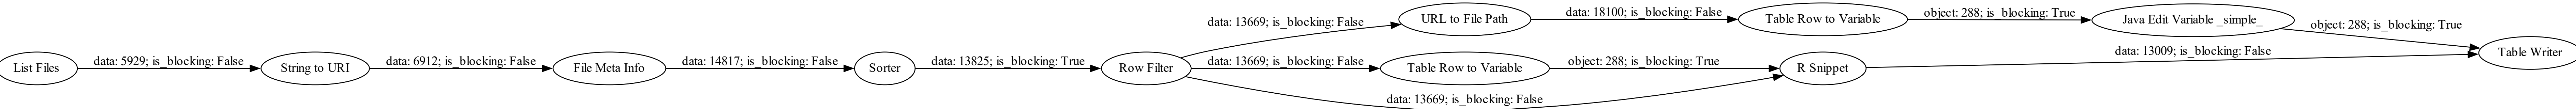 data: 13669; is_blocking: False
URL to File Path
data: 18100; is_blocking: False
Table Row to Variable
object: 288; is_blocking: True
Java Edit Variable _simple_
object: 288; is_blocking: True
List Files
data: 5929; is_blocking: False
String to URI
data: 6912; is_blocking: False
File Meta Info
data: 14817; is_blocking: False
Sorter
data: 13825; is_blocking: True
Row Filter
data: 13669; is_blocking: False
Table Row to Variable
object: 288; is_blocking: True
R Snippet
data: 13009; is_blocking: False
Table Writer
data: 13669; is_blocking: False